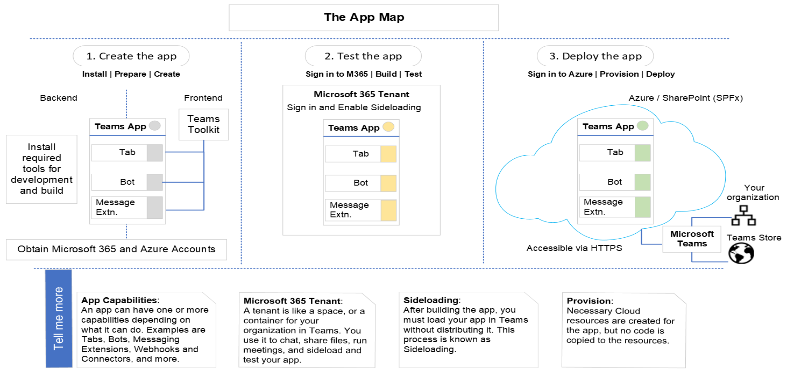 The App Map
1. Create the app
Install | Prepare | Create
Backend
Frontend
Teams App
Tab
Bot
Message
Extn.
Teams
Toolkit
Install
required
tools for
development
and build
Obtain Microsoft 365 and Azure Accounts
2. Test the app
Sign in to M365 | Build | Test
Microsoft 365 Tenant
Sign in and Enable Sideloading
Teams App
Tab
Bot
Message
Extn.
3. Deploy the app
Sign in to Azure | Provision | Deploy
Azure / SharePoint (SPFx)
Teams App
Tab
Bot
Message
Extn.
Accessible via HTTPS
Microsoft
Teams
Your
organization
Teams Store
Tell me more
App Capabilities:
An app can have one or more
capabilities depending on
what it can do. Examples are
Tabs, Bots, Messaging
Extensions, Webhooks and
Connectors, and more.
Microsoft 365 Tenant:
A tenant is like a space, or a
container for your
organization in Teams. You
use it to chat, share files, run
meetings, and sideload and
test your app.
Sideloading:
After building the app, you
must load your app in Teams
without distributing it. This
process is known as
Sideloading.
Provision:
Necessary Cloud
resources are created for
the app, but no code is
copied to the resources.